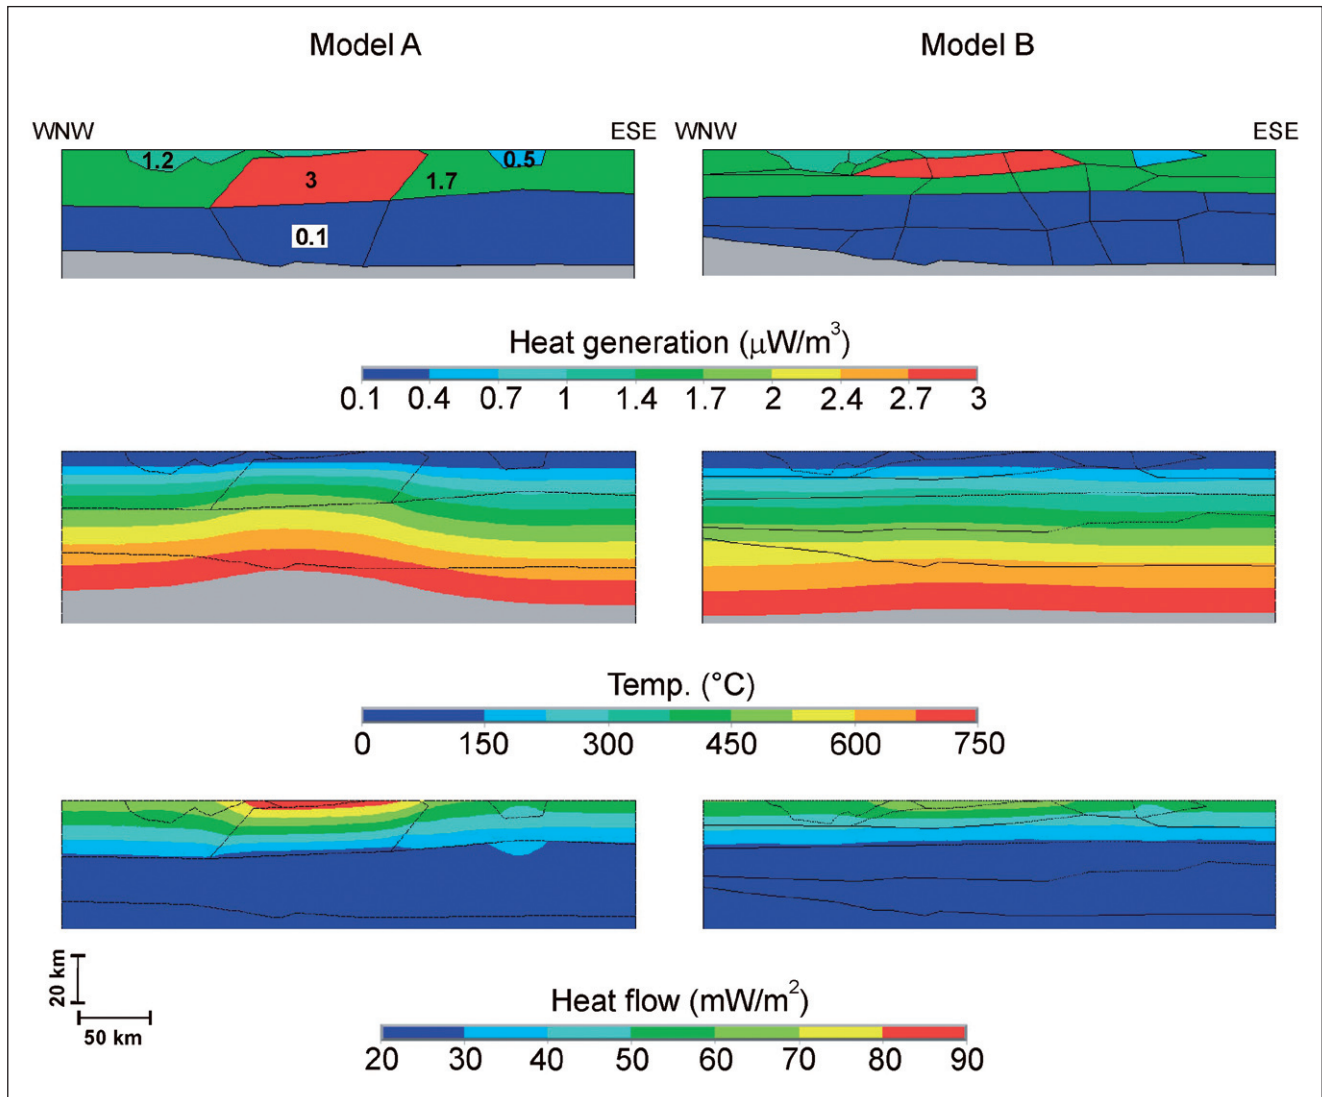 Model A Model B
WNW ESE WNW ESE
1.2 3 1.7 0.5
0.1
Heat generation (μW/m³)
0.1 0.4 0.7 1 1.4 1.7 2 2.4 2.7 3
Temp. (°C)
0 150 300 450 600 750
20 km
50 km
Heat flow (mW/m²)
20 30 40 50 60 70 80 90